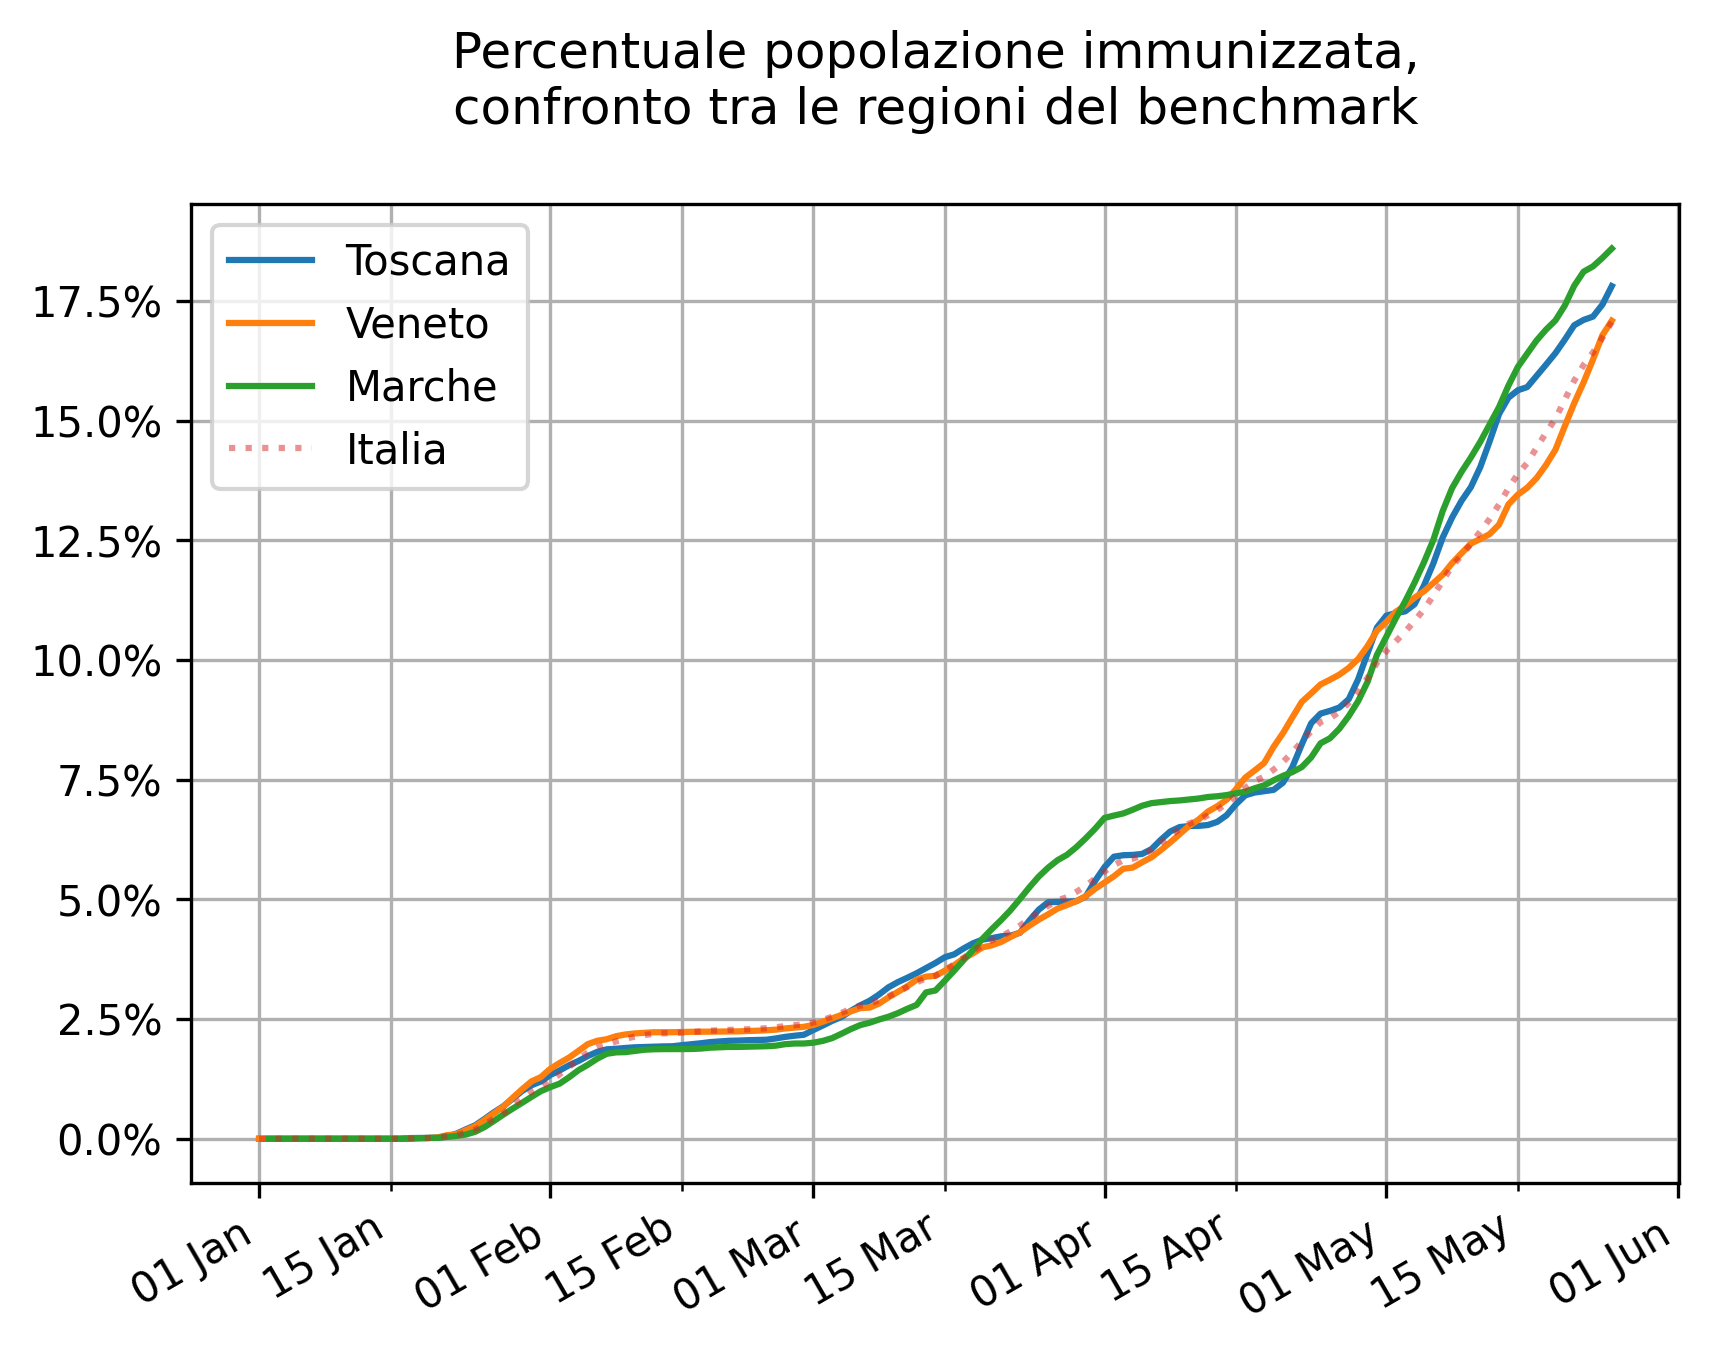 Percentuale popolazione immunizzata,
confronto tra le regioni del benchmark
Toscana
Veneto
Marche
Italia
17.5%
15.0%
12.5%
10.0%
7.5%
5.0%
2.5%
0.0%
01 Jan
15 Jan
01 Feb
15 Feb
01 Mar
15 Mar
01 Apr
15 Apr
01 May
15 May
01 Jun